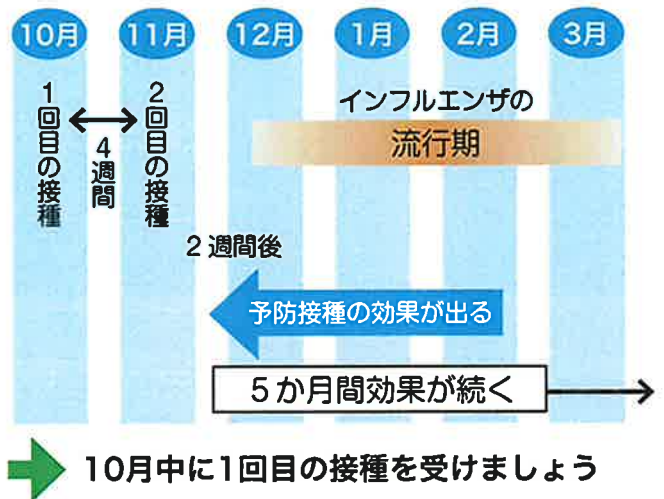 10月 11月 12月 1月 2月 3月
1回目の接種
4週間
2回目の接種
インフルエンザの
流行期
2週間後
予防接種の効果が出る
5か月間効果が続く
10月中に1回目の接種を受けましょう